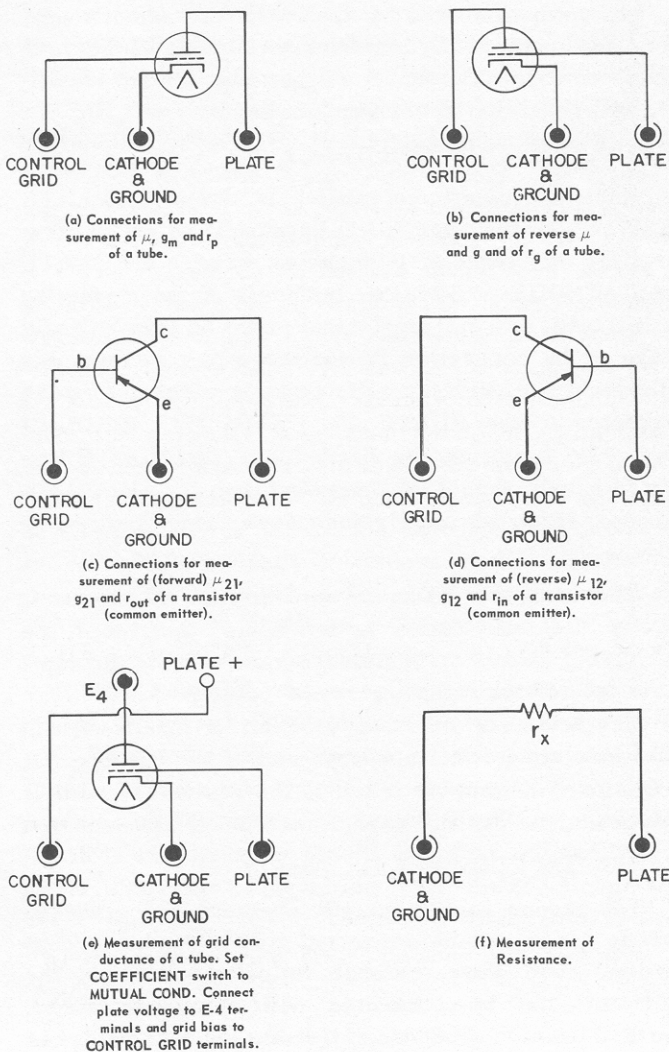 CONTROL GRID
CATHODE & GROUND
PLATE
(a) Connections for mea-
surement of μ, gm and rp
of a tube.
CONTROL GRID
CATHODE & GRCUND
PLATE
(b) Connections for mea-
surement of reverse μ
and g and of rg of a tube.
b
c
e
CONTROL GRID
CATHODE & GROUND
PLATE
(c) Connections for mea-
surement of (forward) μ21,
g21 and rout of a transistor
(common emitter).
c
b
e
CONTROL GRID
CATHODE & GROUND
PLATE
(d) Connections for mea-
surement of (reverse) μ12,
g12 and rin of a transistor
(common emitter).
E4
PLATE +
CONTROL GRID
CATHODE & GROUND
PLATE
(e) Measurement of grid con-
ductance of a tube. Set
COEFFICIENT switch to
MUTUAL COND. Connect
plate voltage to E-4 ter-
minals and grid bias to
CONTROL GRID terminals.
rx
CATHODE & GROUND
PLATE
(f) Measurement of
Resistance.